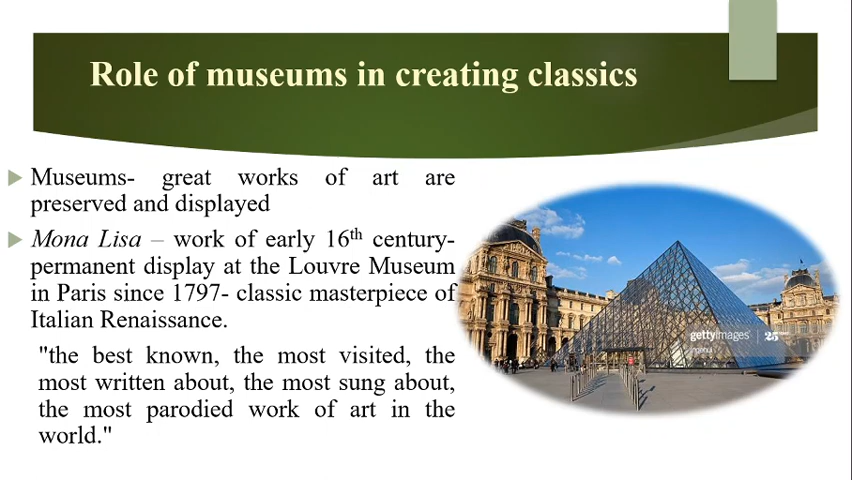 Role of museums in creating classics
Museums- great works of art are
preserved and displayed
Mona Lisa – work of early 16th century-
permanent display at the Louvre Museum
in Paris since 1797- classic masterpiece of
Italian Renaissance.
"the best known, the most visited, the
most written about, the most sung about,
the most parodied work of art in the
world."
gettyimages
25